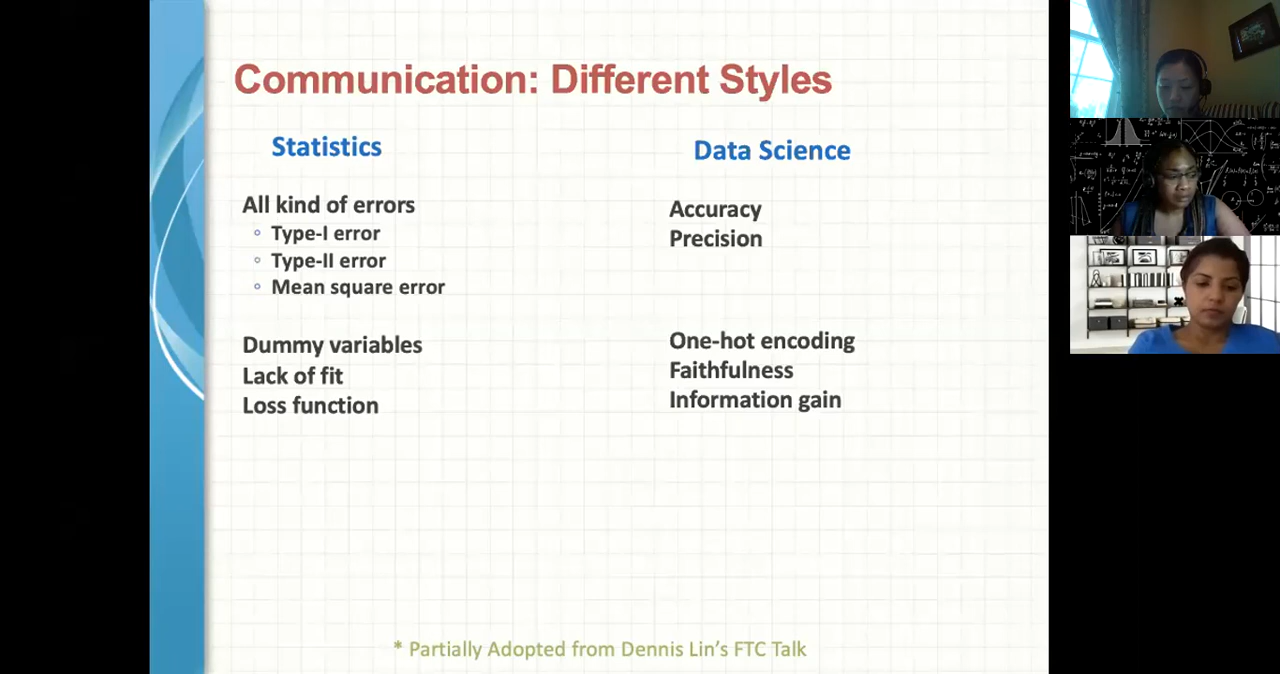 Communication: Different Styles
Statistics
All kind of errors
◦ Type-I error
◦ Type-II error
◦ Mean square error
Dummy variables
Lack of fit
Loss function
Data Science
Accuracy
Precision
One-hot encoding
Faithfulness
Information gain
* Partially Adopted from Dennis Lin's FTC Talk